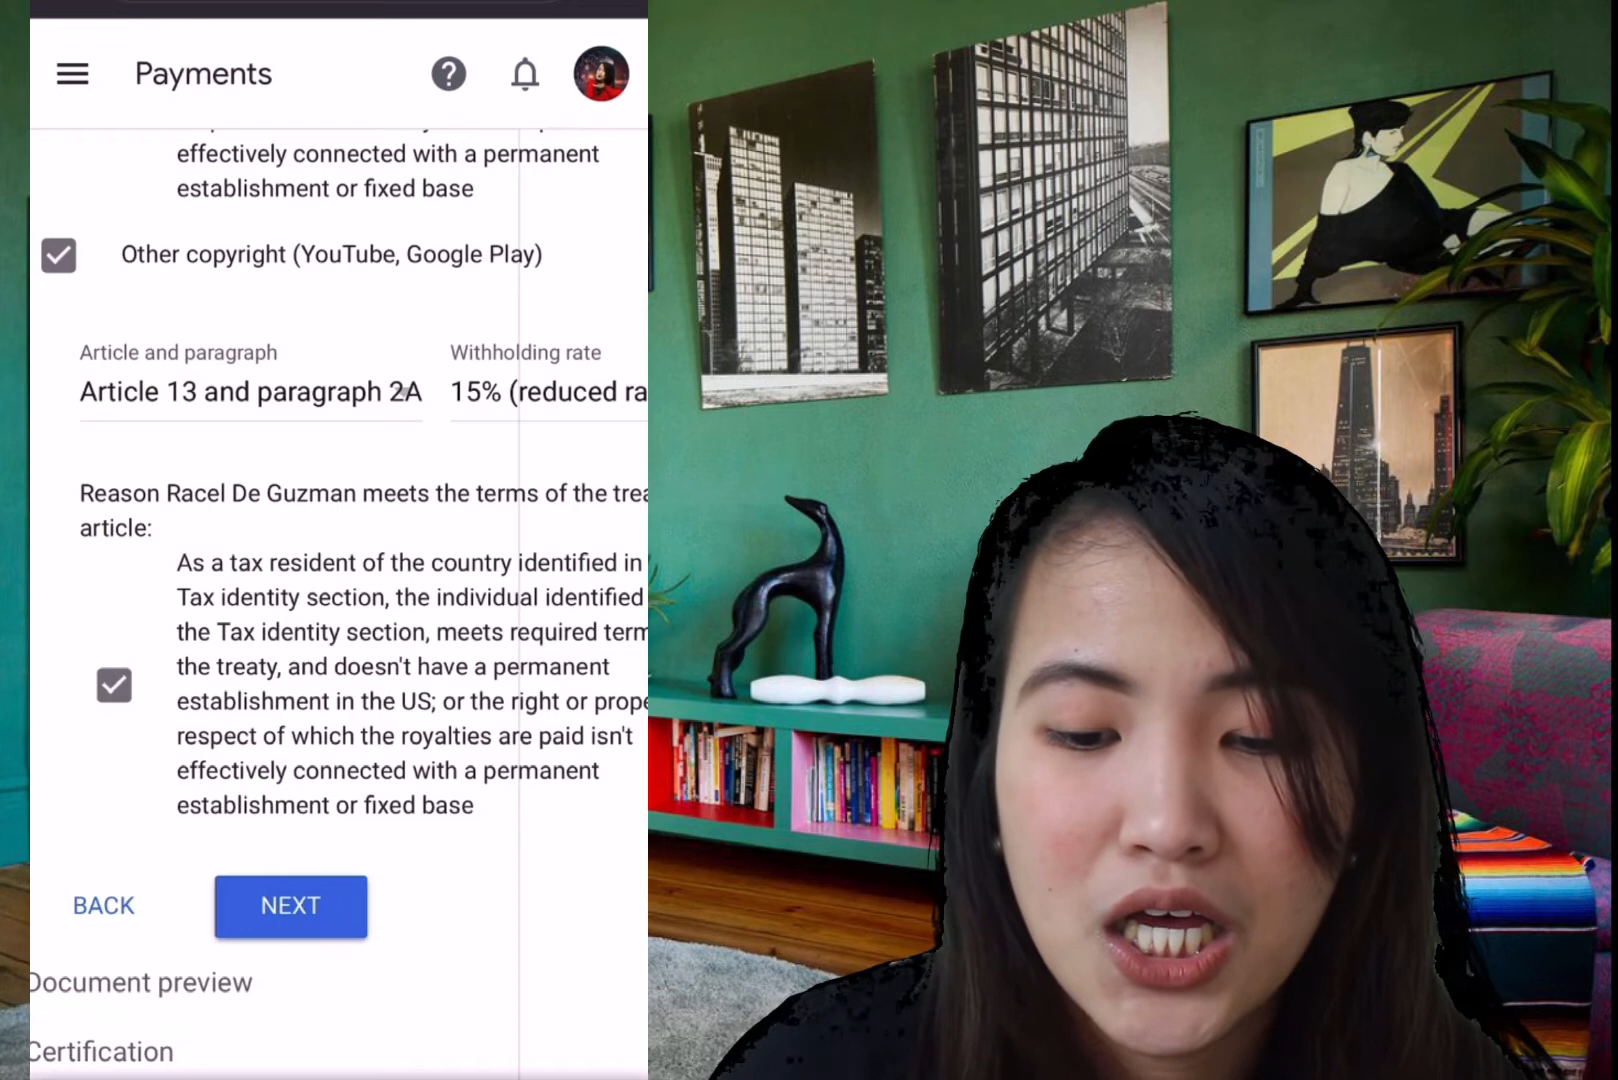 Payments
effectively connected with a permanent
establishment or fixed base
Other copyright (YouTube, Google Play)
Article and paragraph
Withholding rate
Article 13 and paragraph 2A
15% (reduced ra
Reason Racel De Guzman meets the terms of the trea
article:
As a tax resident of the country identified in
Tax identity section, the individual identified
the Tax identity section, meets required term
the treaty, and doesn't have a permanent
establishment in the US; or the right or prope
respect of which the royalties are paid isn't
effectively connected with a permanent
establishment or fixed base
BACK
NEXT
Document preview
Certification